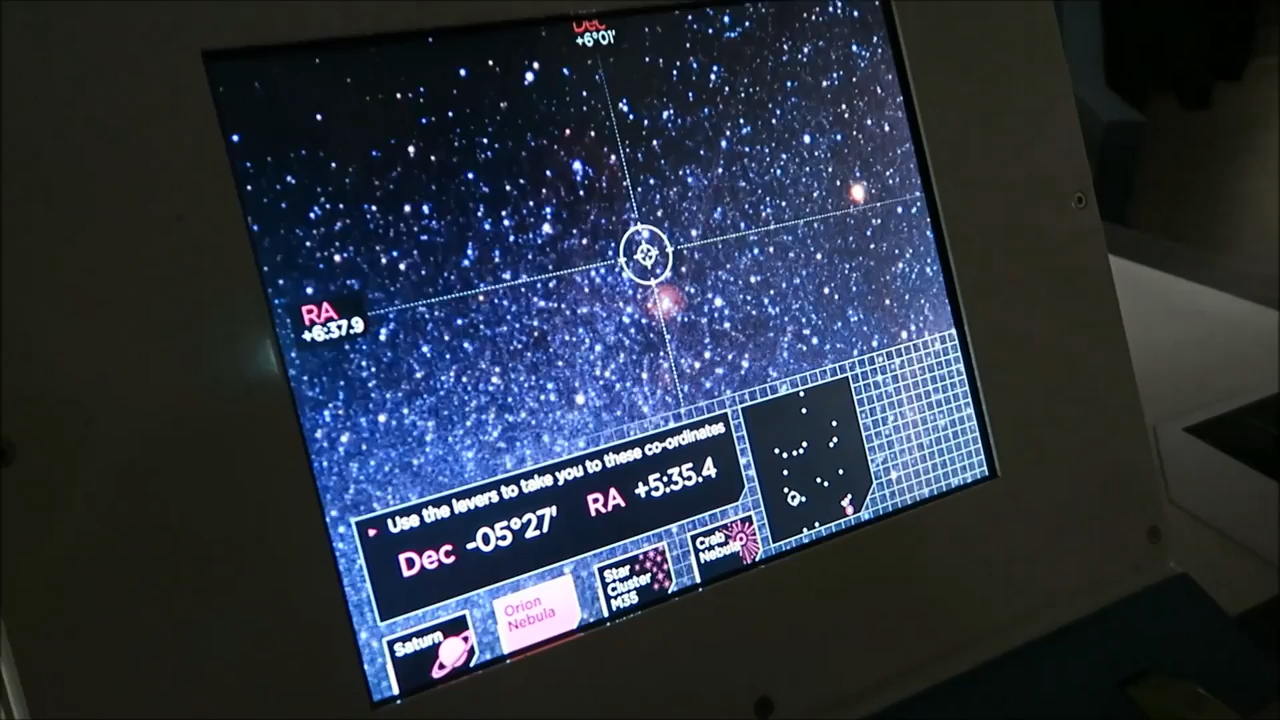 Dec
+6°01'
RA
+6:37.9
Use the levers to take you to these co-ordinates
Dec -05°27' RA +5:35.4
Saturn
Orion
Nebula
Star
Cluster
M35
Crab
Nebula